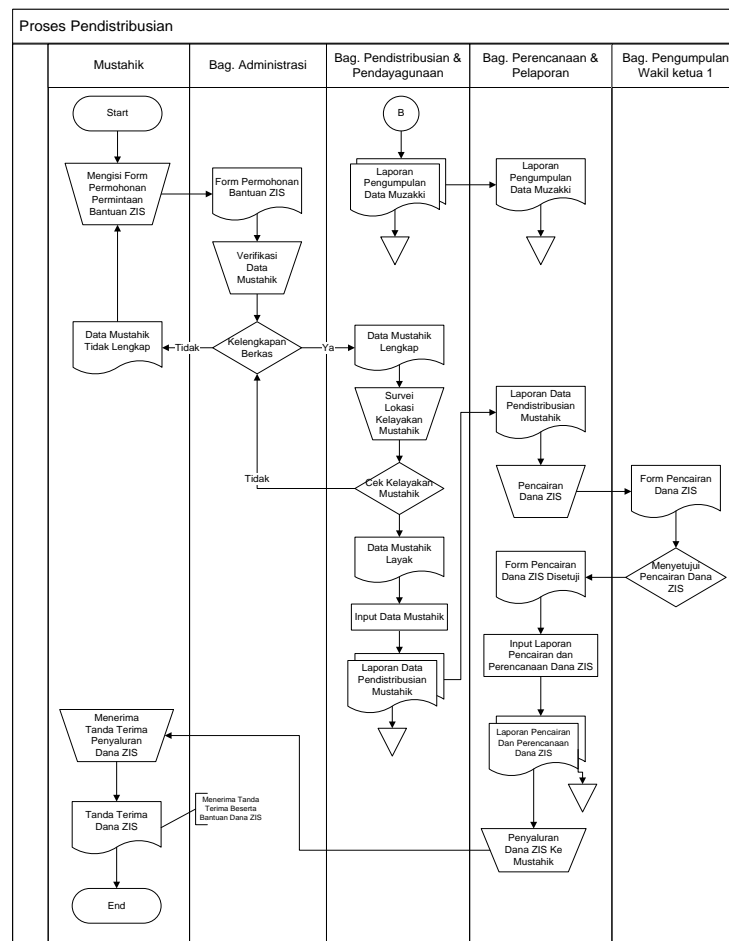 Proses Pendistribusian
Mustahik
Bag. Administrasi
Bag. Pendistribusian &
Pendayagunaan
Bag. Perencanaan &
Pelaporan
Bag. Pengumpulan
Wakil ketua 1
Start
B
Mengisi Form
Permohonan
Permintaan
Bantuan ZIS
Form Permohonan
Bantuan ZIS
Laporan
Pengumpulan
Data Muzakki
Laporan
Pengumpulan
Data Muzakki
Verifikasi
Data
Mustahik
Data Mustahik
Tidak Lengkap
Tidak
Kelengkapan
Berkas
Ya
Data Mustahik
Lengkap
Survei
Lokasi
Kelayakan
Mustahik
Laporan Data
Pendistribusian
Mustahik
Tidak
Cek Kelayakan
Mustahik
Pencairan
Dana ZIS
Form Pencairan
Dana ZIS
Data Mustahik
Layak
Form Pencairan
Dana ZIS Disetuji
Menyetujui
Pencairan Dana
ZIS
Input Data Mustahik
Input Laporan
Pencairan dan
Perencanaan Dana ZIS
Laporan Data
Pendistribusian
Mustahik
Menerima
Tanda Terima
Penyaluran
Dana ZIS
Laporan Pencairan
Dan Perencanaan
Dana ZIS
Tanda Terima
Dana ZIS
Menerima Tanda
Terima Beserta
Bantuan Dana ZIS
Penyaluran
Dana ZIS Ke
Mustahik
End